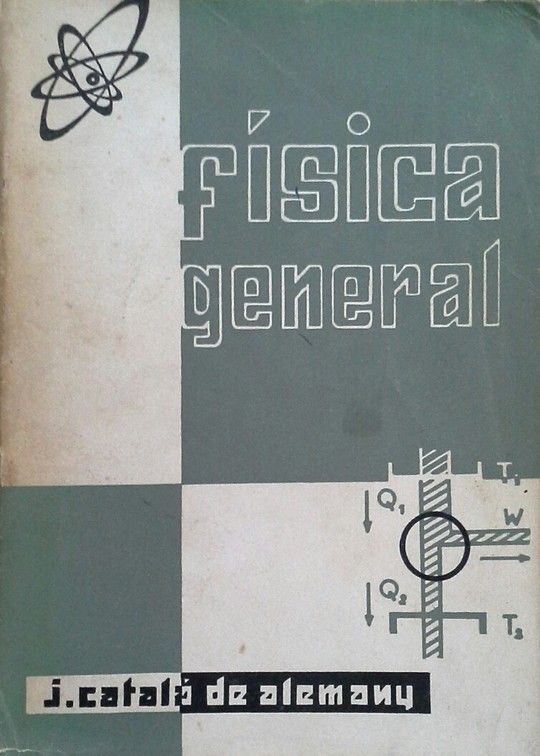 física
general
T₁
Q₁
W
Q₂
T₂
j. catalá de alemany